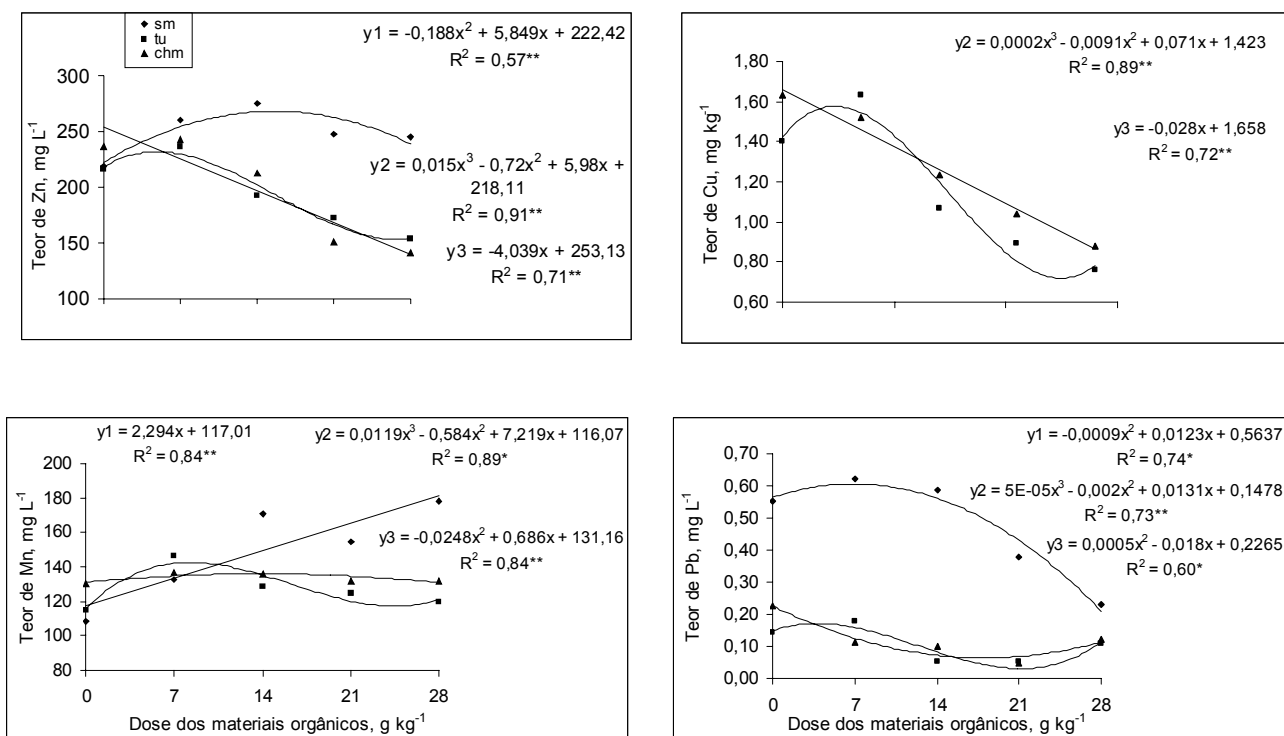 sm
tu
chm
y1 = -0,188x² + 5,849x + 222,42
R² = 0,57**
y2 = 0,015x³ - 0,72x² + 5,98x +
218,11
R² = 0,91**
y3 = -4,039x + 253,13
R² = 0,71**
Teor de Zn, mg L⁻¹
300
250
200
150
100
y2 = 0,0002x³ - 0,0091x² + 0,071x + 1,423
R² = 0,89**
y3 = -0,028x + 1,658
R² = 0,72**
Teor de Cu, mg kg⁻¹
1,80
1,60
1,40
1,20
1,00
0,80
0,60
y1 = 2,294x + 117,01
R² = 0,84**
y2 = 0,0119x³ - 0,584x² + 7,219x + 116,07
R² = 0,89*
y3 = -0,0248x² + 0,686x + 131,16
R² = 0,84**
Teor de Mn, mg L⁻¹
200
180
160
140
120
100
80
0 7 14 21 28
Dose dos materiais orgânicos, g kg⁻¹
y1 = -0,0009x² + 0,0123x + 0,5637
R² = 0,74*
y2 = 5E-05x³ - 0,002x² + 0,0131x + 0,1478
R² = 0,73**
y3 = 0,0005x² - 0,018x + 0,2265
R² = 0,60*
Teor de Pb, mg L⁻¹
0,70
0,60
0,50
0,40
0,30
0,20
0,10
0,00
0 7 14 21 28
Dose dos materiais orgânicos, g kg⁻¹